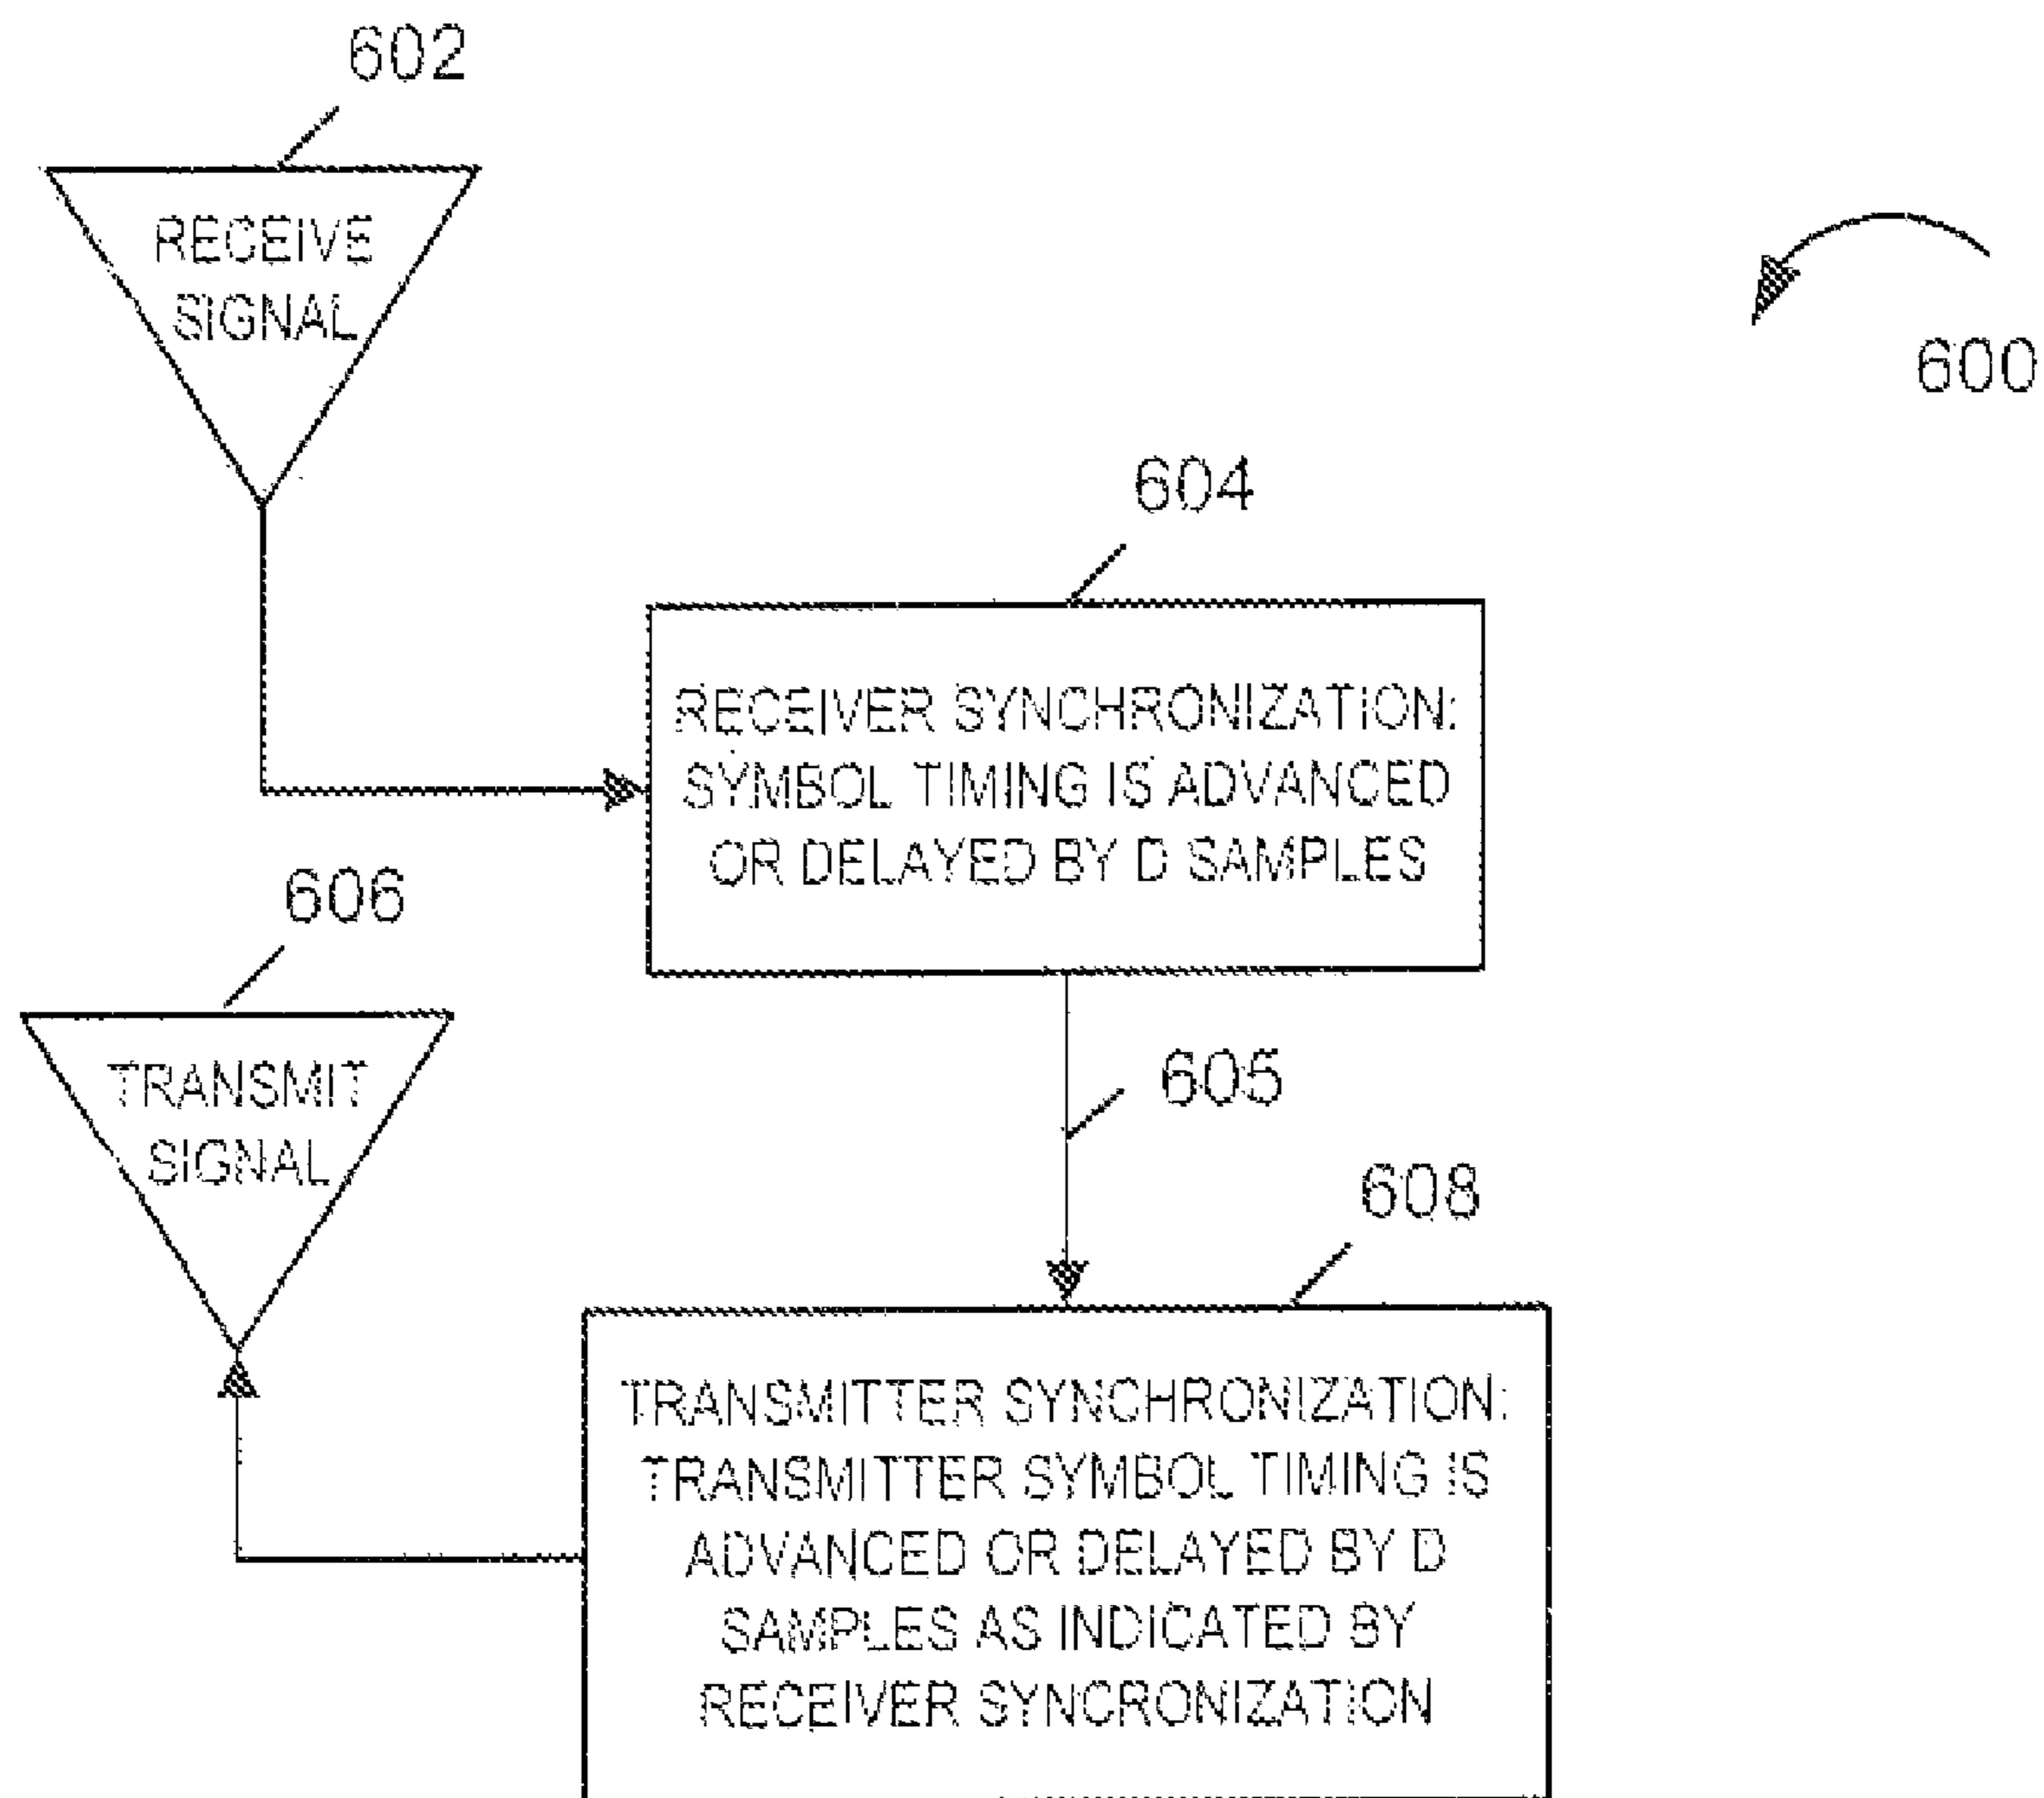 602
RECEIVE
SIGNAL
600
604
RECEIVER SYNCHRONIZATION:
SYMBOL TIMING IS ADVANCED
OR DELAYED BY D SAMPLES
606
TRANSMIT
SIGNAL
605
608
TRANSMITTER SYNCHRONIZATION:
TRANSMITTER SYMBOL TIMING IS
ADVANCED OR DELAYED BY D
SAMPLES AS INDICATED BY
RECEIVER SYNCRONIZATION